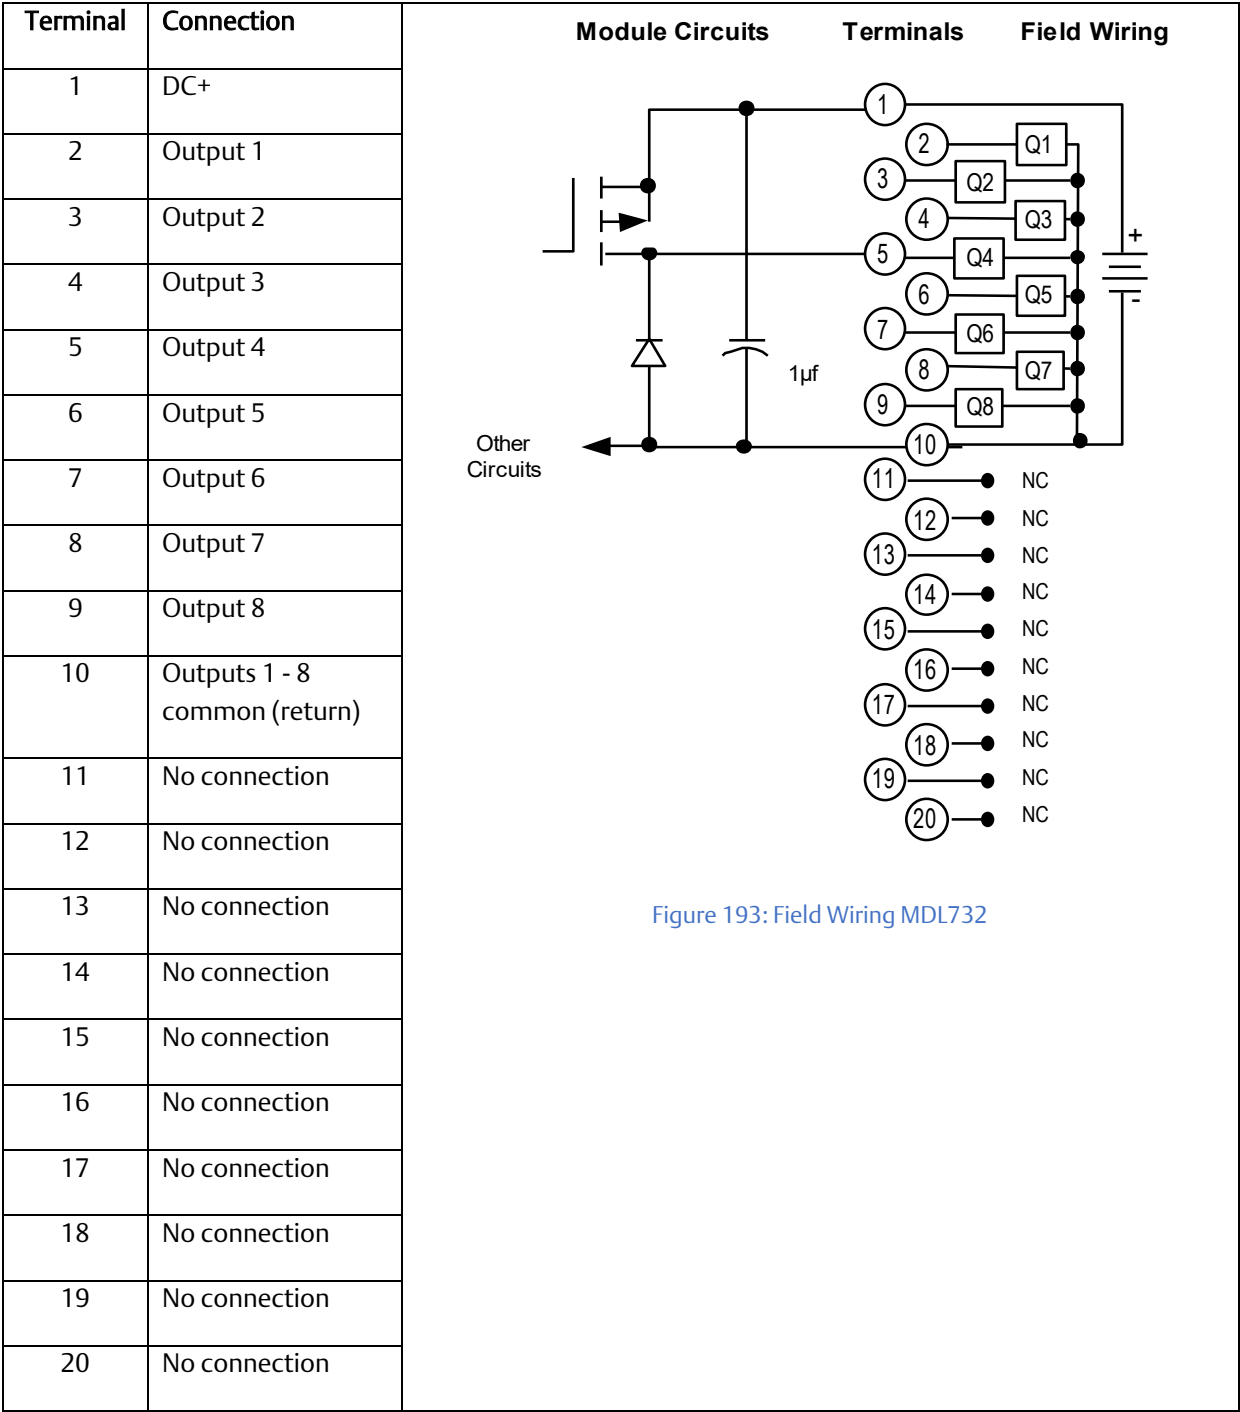 Terminal Connection
1 DC+
2 Output 1
3 Output 2
4 Output 3
5 Output 4
6 Output 5
7 Output 6
8 Output 7
9 Output 8
10 Outputs 1 - 8
common (return)
11 No connection
12 No connection
13 No connection
14 No connection
15 No connection
16 No connection
17 No connection
18 No connection
19 No connection
20 No connection
Module Circuits Terminals Field Wiring
1
2 Q1
3 Q2
4 Q3
+
5 Q4
6 Q5
-
7 Q6
8 Q7
1µf
9 Q8
10
Other
Circuits
11 NC
12 NC
13 NC
14 NC
15 NC
16 NC
17 NC
18 NC
19 NC
20 NC
Figure 193: Field Wiring MDL732